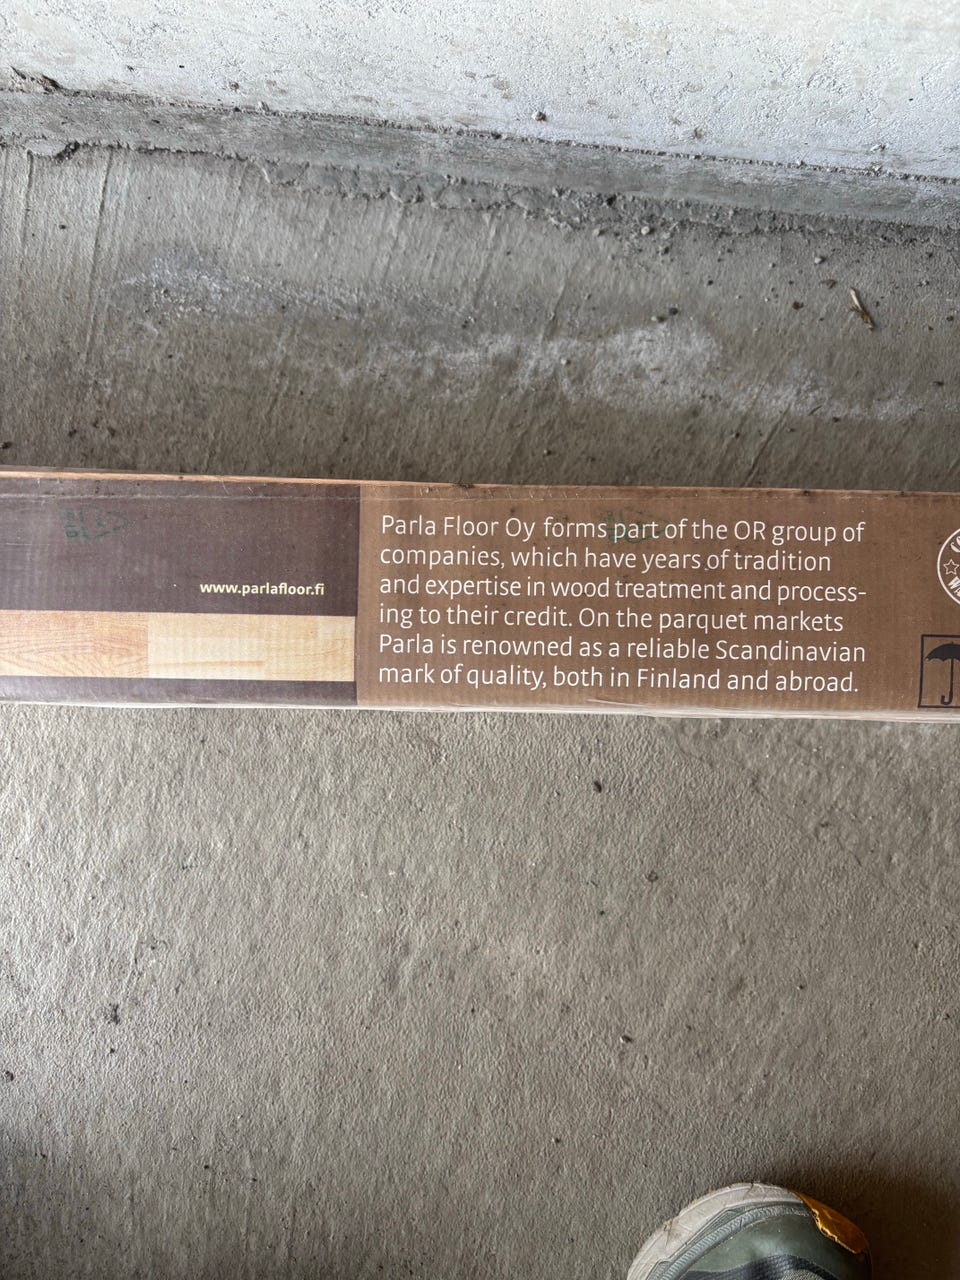 www.parlafloor.fi
Parla Floor Oy forms part of the OR group of
companies, which have years of tradition
and expertise in wood treatment and process-
ing to their credit. On the parquet markets
Parla is renowned as a reliable Scandinavian
mark of quality, both in Finland and abroad.